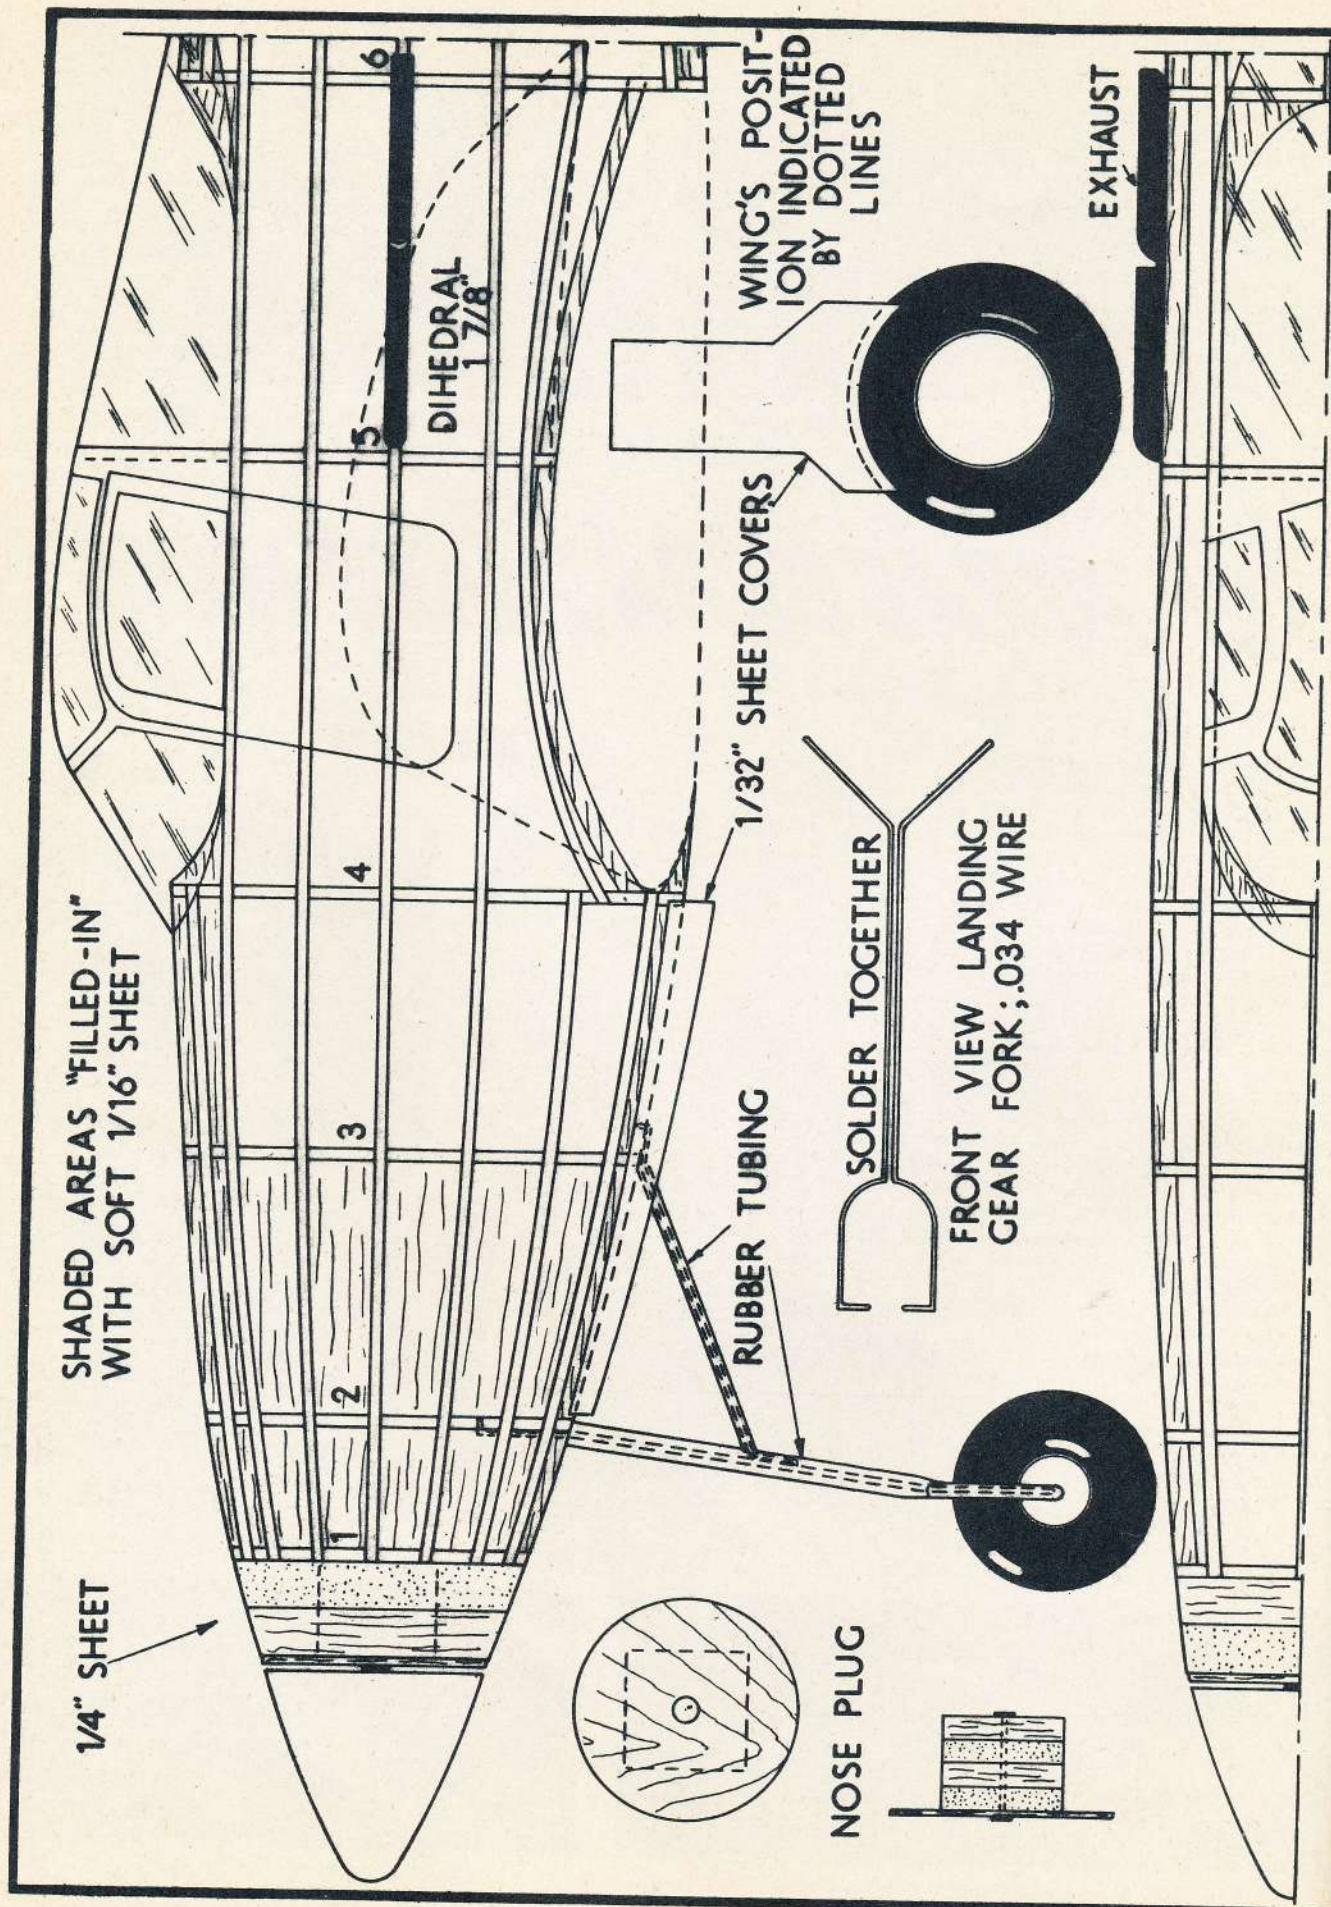 1/4" SHEET
SHADED AREAS "FILLED-IN"
WITH SOFT 1/16" SHEET
1
2
3
4
5
6
DIHEDRAL
1 7/8"
WING'S POSIT-
ION INDICATED
BY DOTTED
LINES
1/32" SHEET COVERS
RUBBER TUBING
SOLDER TOGETHER
FRONT VIEW LANDING
GEAR FORK;.034 WIRE
NOSE PLUG
EXHAUST